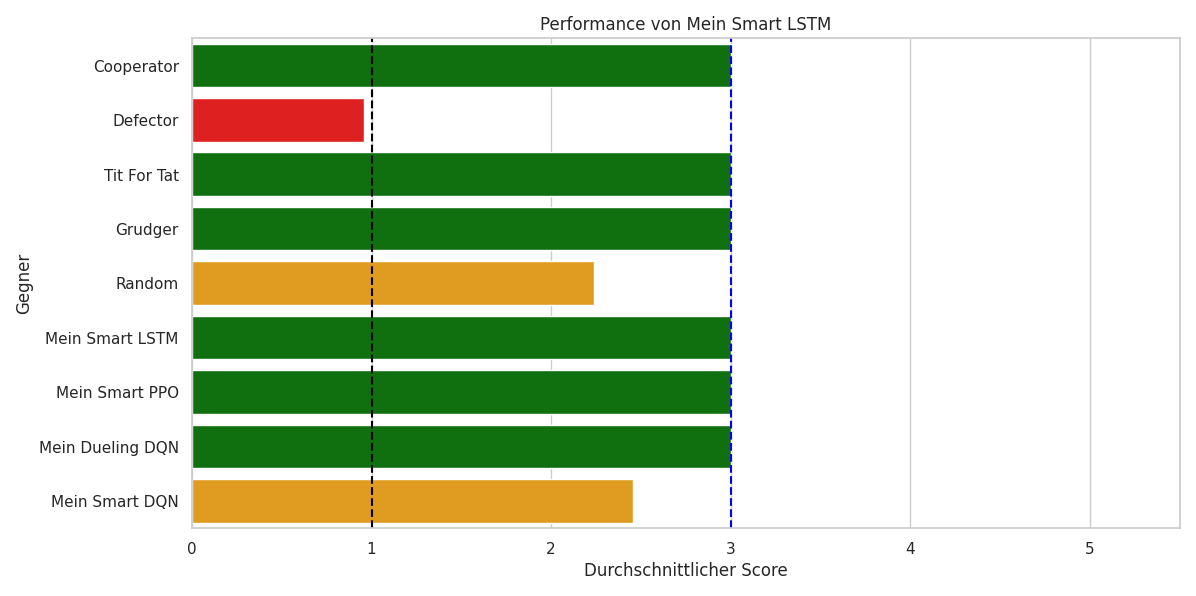 Performance von Mein Smart LSTM
Gegner
Cooperator
Defector
Tit For Tat
Grudger
Random
Mein Smart LSTM
Mein Smart PPO
Mein Dueling DQN
Mein Smart DQN
0 1 2 3 4 5
Durchschnittlicher Score